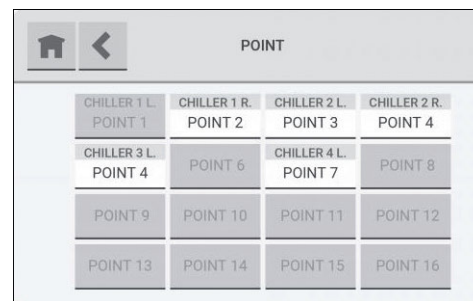 POINT
CHILLER 1 L. CHILLER 1 R. CHILLER 2 L. CHILLER 2 R.
POINT 1 POINT 2 POINT 3 POINT 4
CHILLER 3 L. CHILLER 4 L.
POINT 4 POINT 6 POINT 7 POINT 8
POINT 9 POINT 10 POINT 11 POINT 12
POINT 13 POINT 14 POINT 15 POINT 16